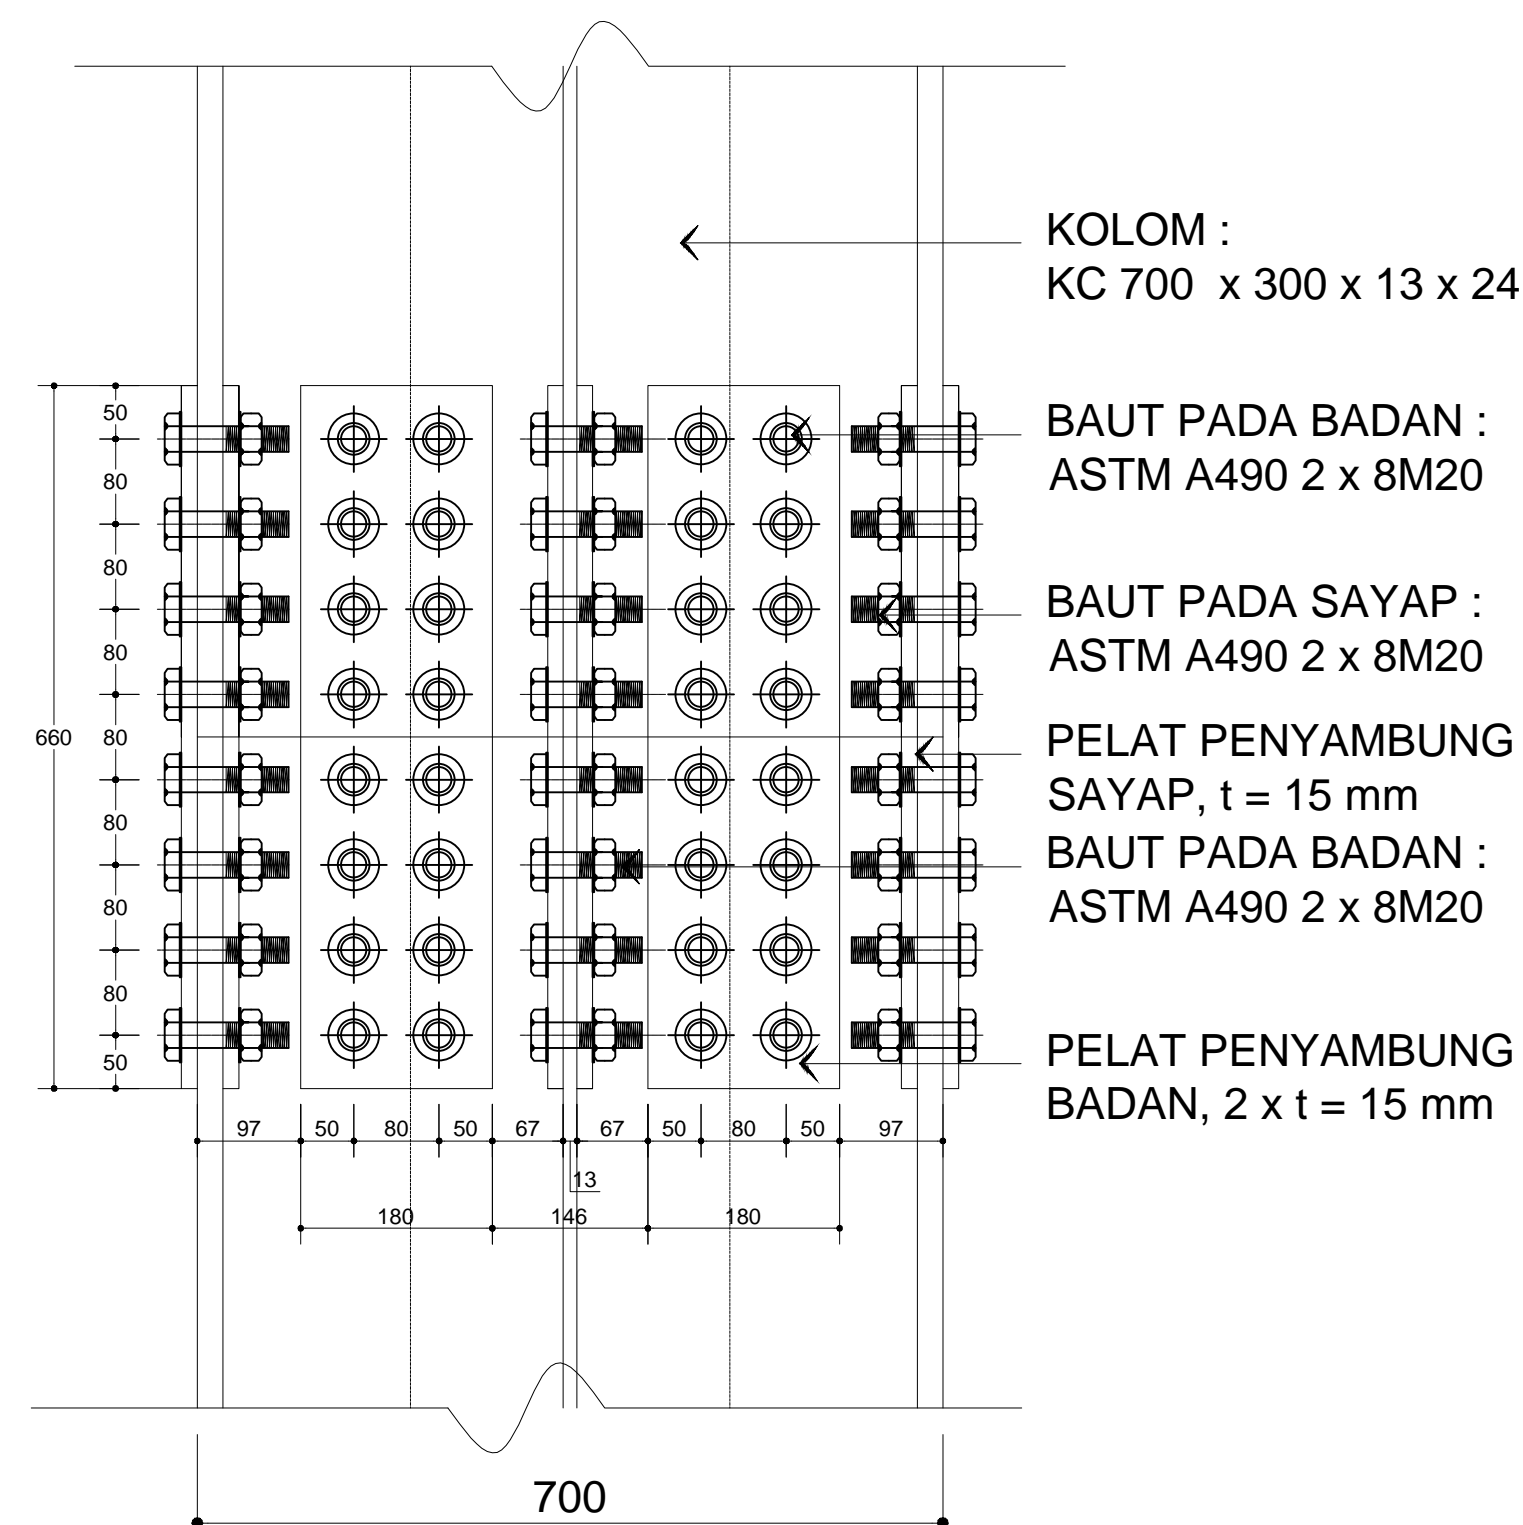 KOLOM :
KC 700 x 300 x 13 x 24
50
BAUT PADA BADAN :
ASTM A490 2 x 8M20
80
80
BAUT PADA SAYAP :
ASTM A490 2 x 8M20
80
660
80
PELAT PENYAMBUNG
SAYAP, t = 15 mm
80
BAUT PADA BADAN :
ASTM A490 2 x 8M20
80
80
50
PELAT PENYAMBUNG
BADAN, 2 x t = 15 mm
97 50 80 50 67 67 50 80 50 97
13
180 146 180
700